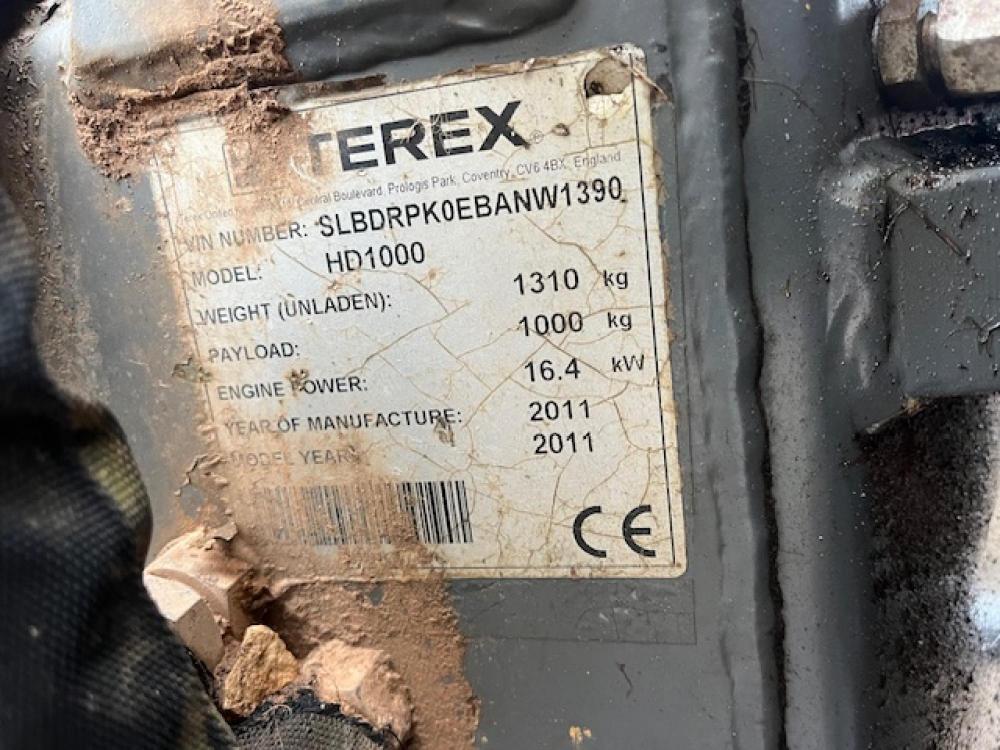 TEREX®
Central Boulevard, Prologis Park, Coventry, CV6 4BX, England
VIN NUMBER: SLBDRPK0EBANW1390
MODEL: HD1000
WEIGHT (UNLADEN): 1310 kg
PAYLOAD: 1000 kg
ENGINE POWER: 16.4 kW
YEAR OF MANUFACTURE: 2011
MODEL YEAR: 2011
CE